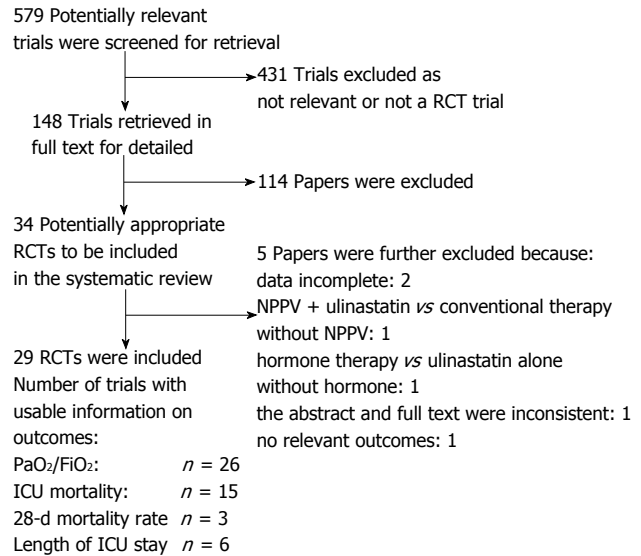 579 Potentially relevant
trials were screened for retrieval
431 Trials excluded as
not relevant or not a RCT trial
148 Trials retrieved in
full text for detailed
114 Papers were excluded
34 Potentially appropriate
RCTs to be included
in the systematic review
5 Papers were further excluded because:
data incomplete: 2
NPPV + ulinastatin vs conventional therapy
without NPPV: 1
hormone therapy vs ulinastatin alone
without hormone: 1
the abstract and full text were inconsistent: 1
no relevant outcomes: 1
29 RCTs were included
Number of trials with
usable information on
outcomes:
PaO₂/FiO₂: n = 26
ICU mortality: n = 15
28-d mortality rate n = 3
Length of ICU stay n = 6